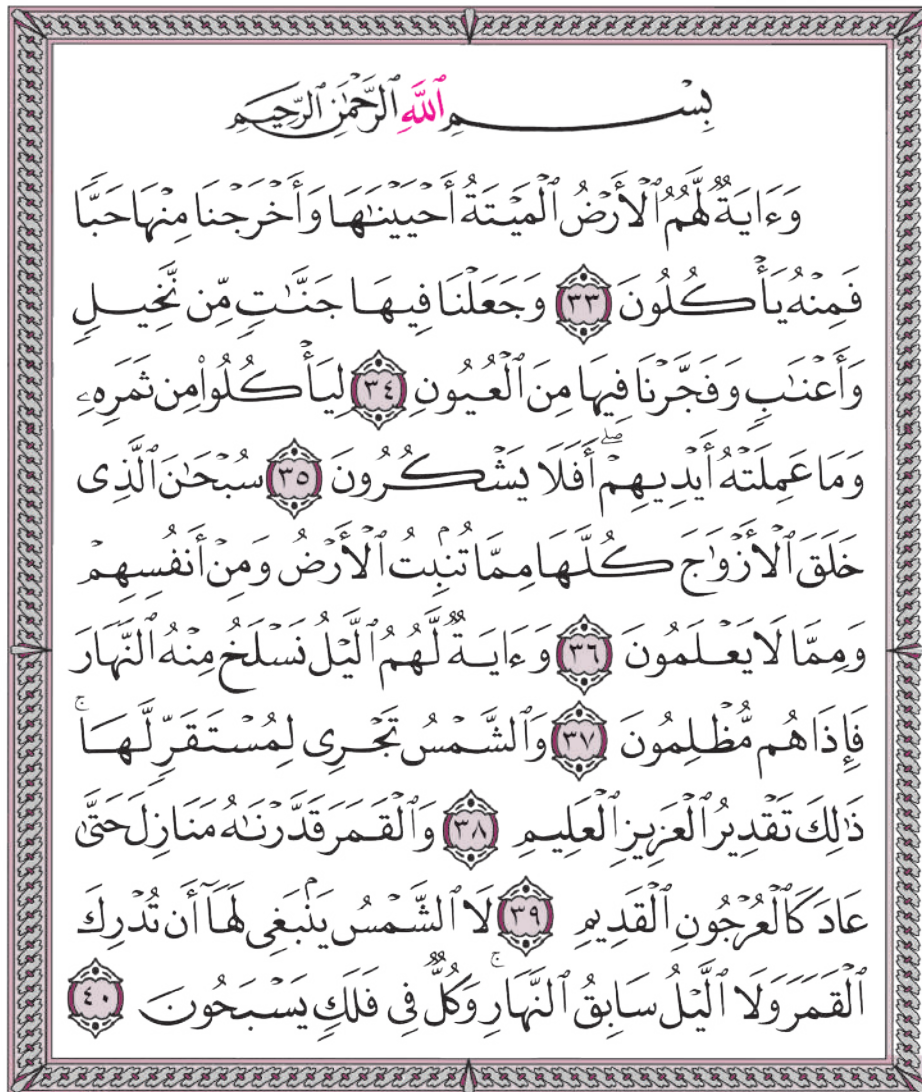 بِسْمِ ٱللَّهِ ٱلرَّحْمَٰنِ ٱلرَّحِيمِ
وَءَايَةٌ لَّهُمُ ٱلْأَرْضُ ٱلْمَيْتَةُ أَحْيَيْنَٰهَا وَأَخْرَجْنَا مِنْهَا حَبًّا
فَمِنْهُ يَأْكُلُونَ ٣٣ وَجَعَلْنَا فِيهَا جَنَّٰتٍ مِّن نَّخِيلٍ
وَأَعْنَٰبٍ وَفَجَّرْنَا فِيهَا مِنَ ٱلْعُيُونِ ٣٤ لِيَأْكُلُوا۟ مِن ثَمَرِهِۦ
وَمَا عَمِلَتْهُ أَيْدِيهِمْ ۖ أَفَلَا يَشْكُرُونَ ٣٥ سُبْحَٰنَ ٱلَّذِى
خَلَقَ ٱلْأَزْوَٰجَ كُلَّهَا مِمَّا تُنۢبِتُ ٱلْأَرْضُ وَمِنْ أَنفُسِهِمْ
وَمِمَّا لَا يَعْلَمُونَ ٣٦ وَءَايَةٌ لَّهُمُ ٱلَّيْلُ نَسْلَخُ مِنْهُ ٱلنَّهَارَ
فَإِذَا هُم مُّظْلِمُونَ ٣٧ وَٱلشَّمْسُ تَجْرِى لِمُسْتَقَرٍّ لَّهَا ۚ
ذَٰلِكَ تَقْدِيرُ ٱلْعَزِيزِ ٱلْعَلِيمِ ٣٨ وَٱلْقَمَرَ قَدَّرْنَٰهُ مَنَازِلَ حَتَّىٰ
عَادَ كَٱلْعُرْجُونِ ٱلْقَدِيمِ ٣٩ لَا ٱلشَّمْسُ يَنۢبَغِى لَهَآ أَن تُدْرِكَ
ٱلْقَمَرَ وَلَا ٱلَّيْلُ سَابِقُ ٱلنَّهَارِ ۚ وَكُلٌّ فِى فَلَكٍ يَسْبَحُونَ ٤٠